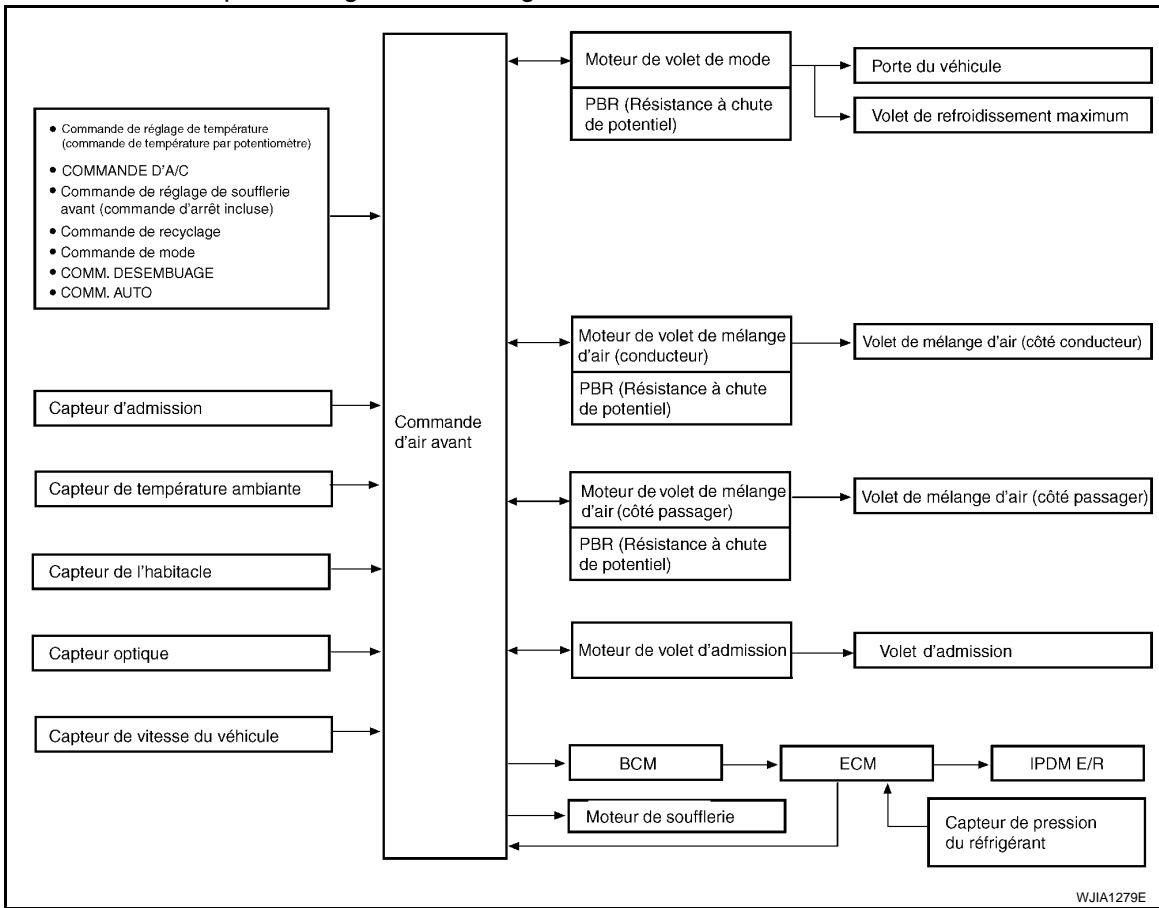 • Commande de réglage de température
(commande de température par potentiomètre)
• COMMANDE D'A/C
• Commande de réglage de soufflerie
avant (commande d'arrêt incluse)
• Commande de recyclage
• Commande de mode
• COMM. DESEMBUAGE
• COMM. AUTO
Capteur d'admission
Capteur de température ambiante
Capteur de l'habitacle
Capteur optique
Capteur de vitesse du véhicule
Commande
d'air avant
Moteur de volet de mode
PBR (Résistance à chute
de potentiel)
Porte du véhicule
Volet de refroidissement maximum
Moteur de volet de mélange
d'air (conducteur)
PBR (Résistance à chute
de potentiel)
Volet de mélange d'air (côté conducteur)
Moteur de volet de mélange
d'air (côté passager)
PBR (Résistance à chute
de potentiel)
Volet de mélange d'air (côté passager)
Moteur de volet d'admission
Volet d'admission
BCM
ECM
IPDM E/R
Moteur de soufflerie
Capteur de pression
du réfrigérant
WJIA1279E